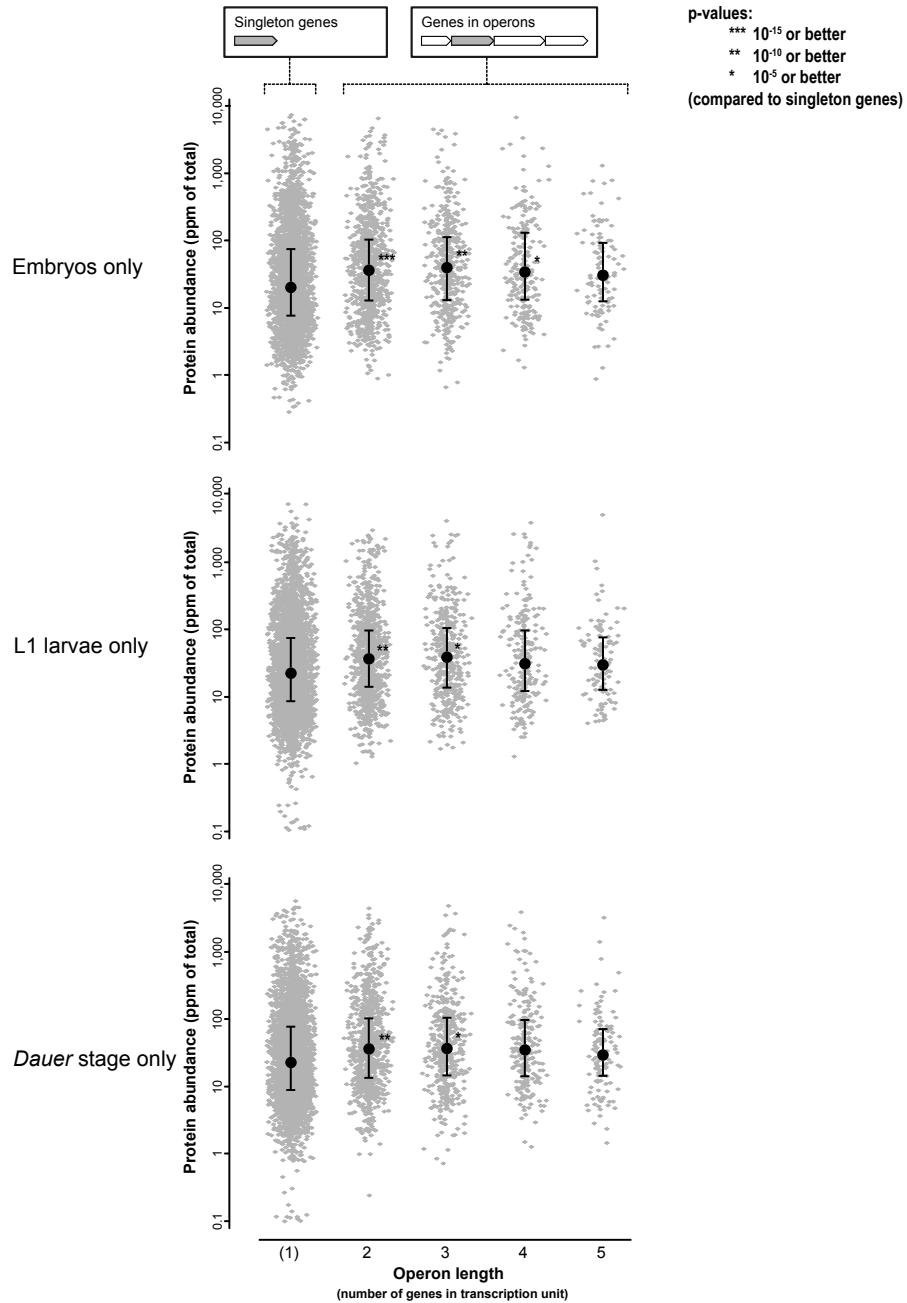 Singleton genes
Genes in operons
p-values:
*** 10-15 or better
** 10-10 or better
* 10-5 or better
(compared to singleton genes)
Embryos only
Protein abundance (ppm of total)
10,000
1,000
100
10
1
0.1
***
**
*
L1 larvae only
Protein abundance (ppm of total)
10,000
1,000
100
10
1
0.1
**
*
Dauer stage only
Protein abundance (ppm of total)
10,000
1,000
100
10
1
0.1
**
*
(1) 2 3 4 5
Operon length
(number of genes in transcription unit)